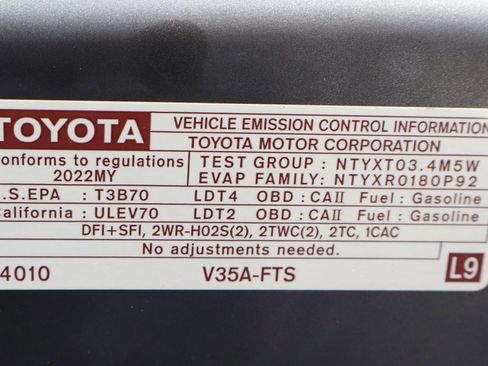 TOYOTA
VEHICLE EMISSION CONTROL INFORMATION
TOYOTA MOTOR CORPORATION
onforms to regulations
2022MY
TEST GROUP : NTYXT03.4M5W
EVAP FAMILY: NTYXR0180P92
.S.EPA : T3B70 LDT4 OBD : CAII Fuel : Gasoline
alifornia : ULEV70 LDT2 OBD : CAII Fuel : Gasoline
DFI+SFI, 2WR-HO2S(2), 2TWC(2), 2TC, 1CAC
No adjustments needed.
4010 V35A-FTS L9